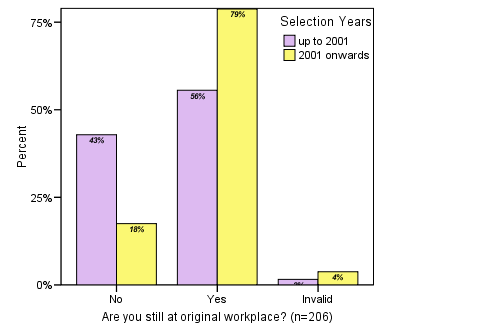 Selection Years
up to 2001
2001 onwards
Percent
75%
50%
25%
0%
43%
18%
56%
79%
4%
No
Yes
Invalid
Are you still at original workplace? (n=206)